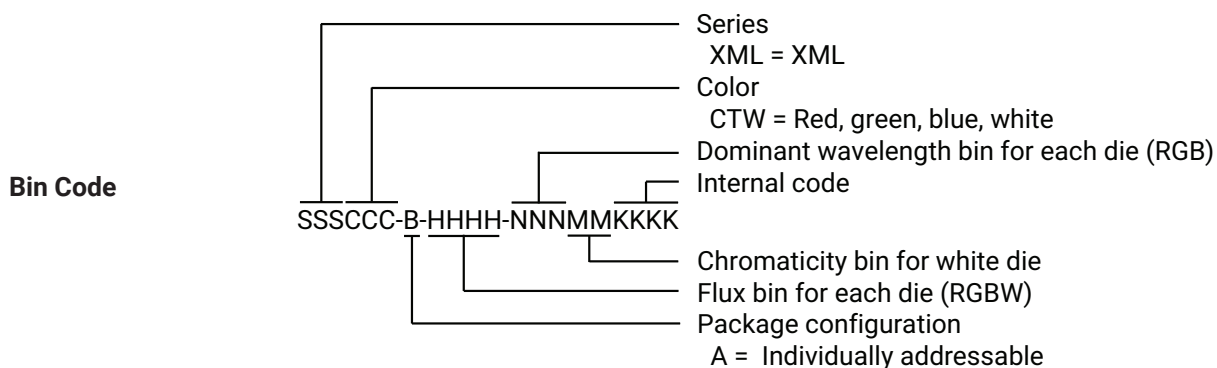 Series
XML = XML
Color
CTW = Red, green, blue, white
Dominant wavelength bin for each die (RGB)
Internal code
Bin Code
SSSCCC-B-HHHH-NNNMMKKKK
Chromaticity bin for white die
Flux bin for each die (RGBW)
Package configuration
A = Individually addressable